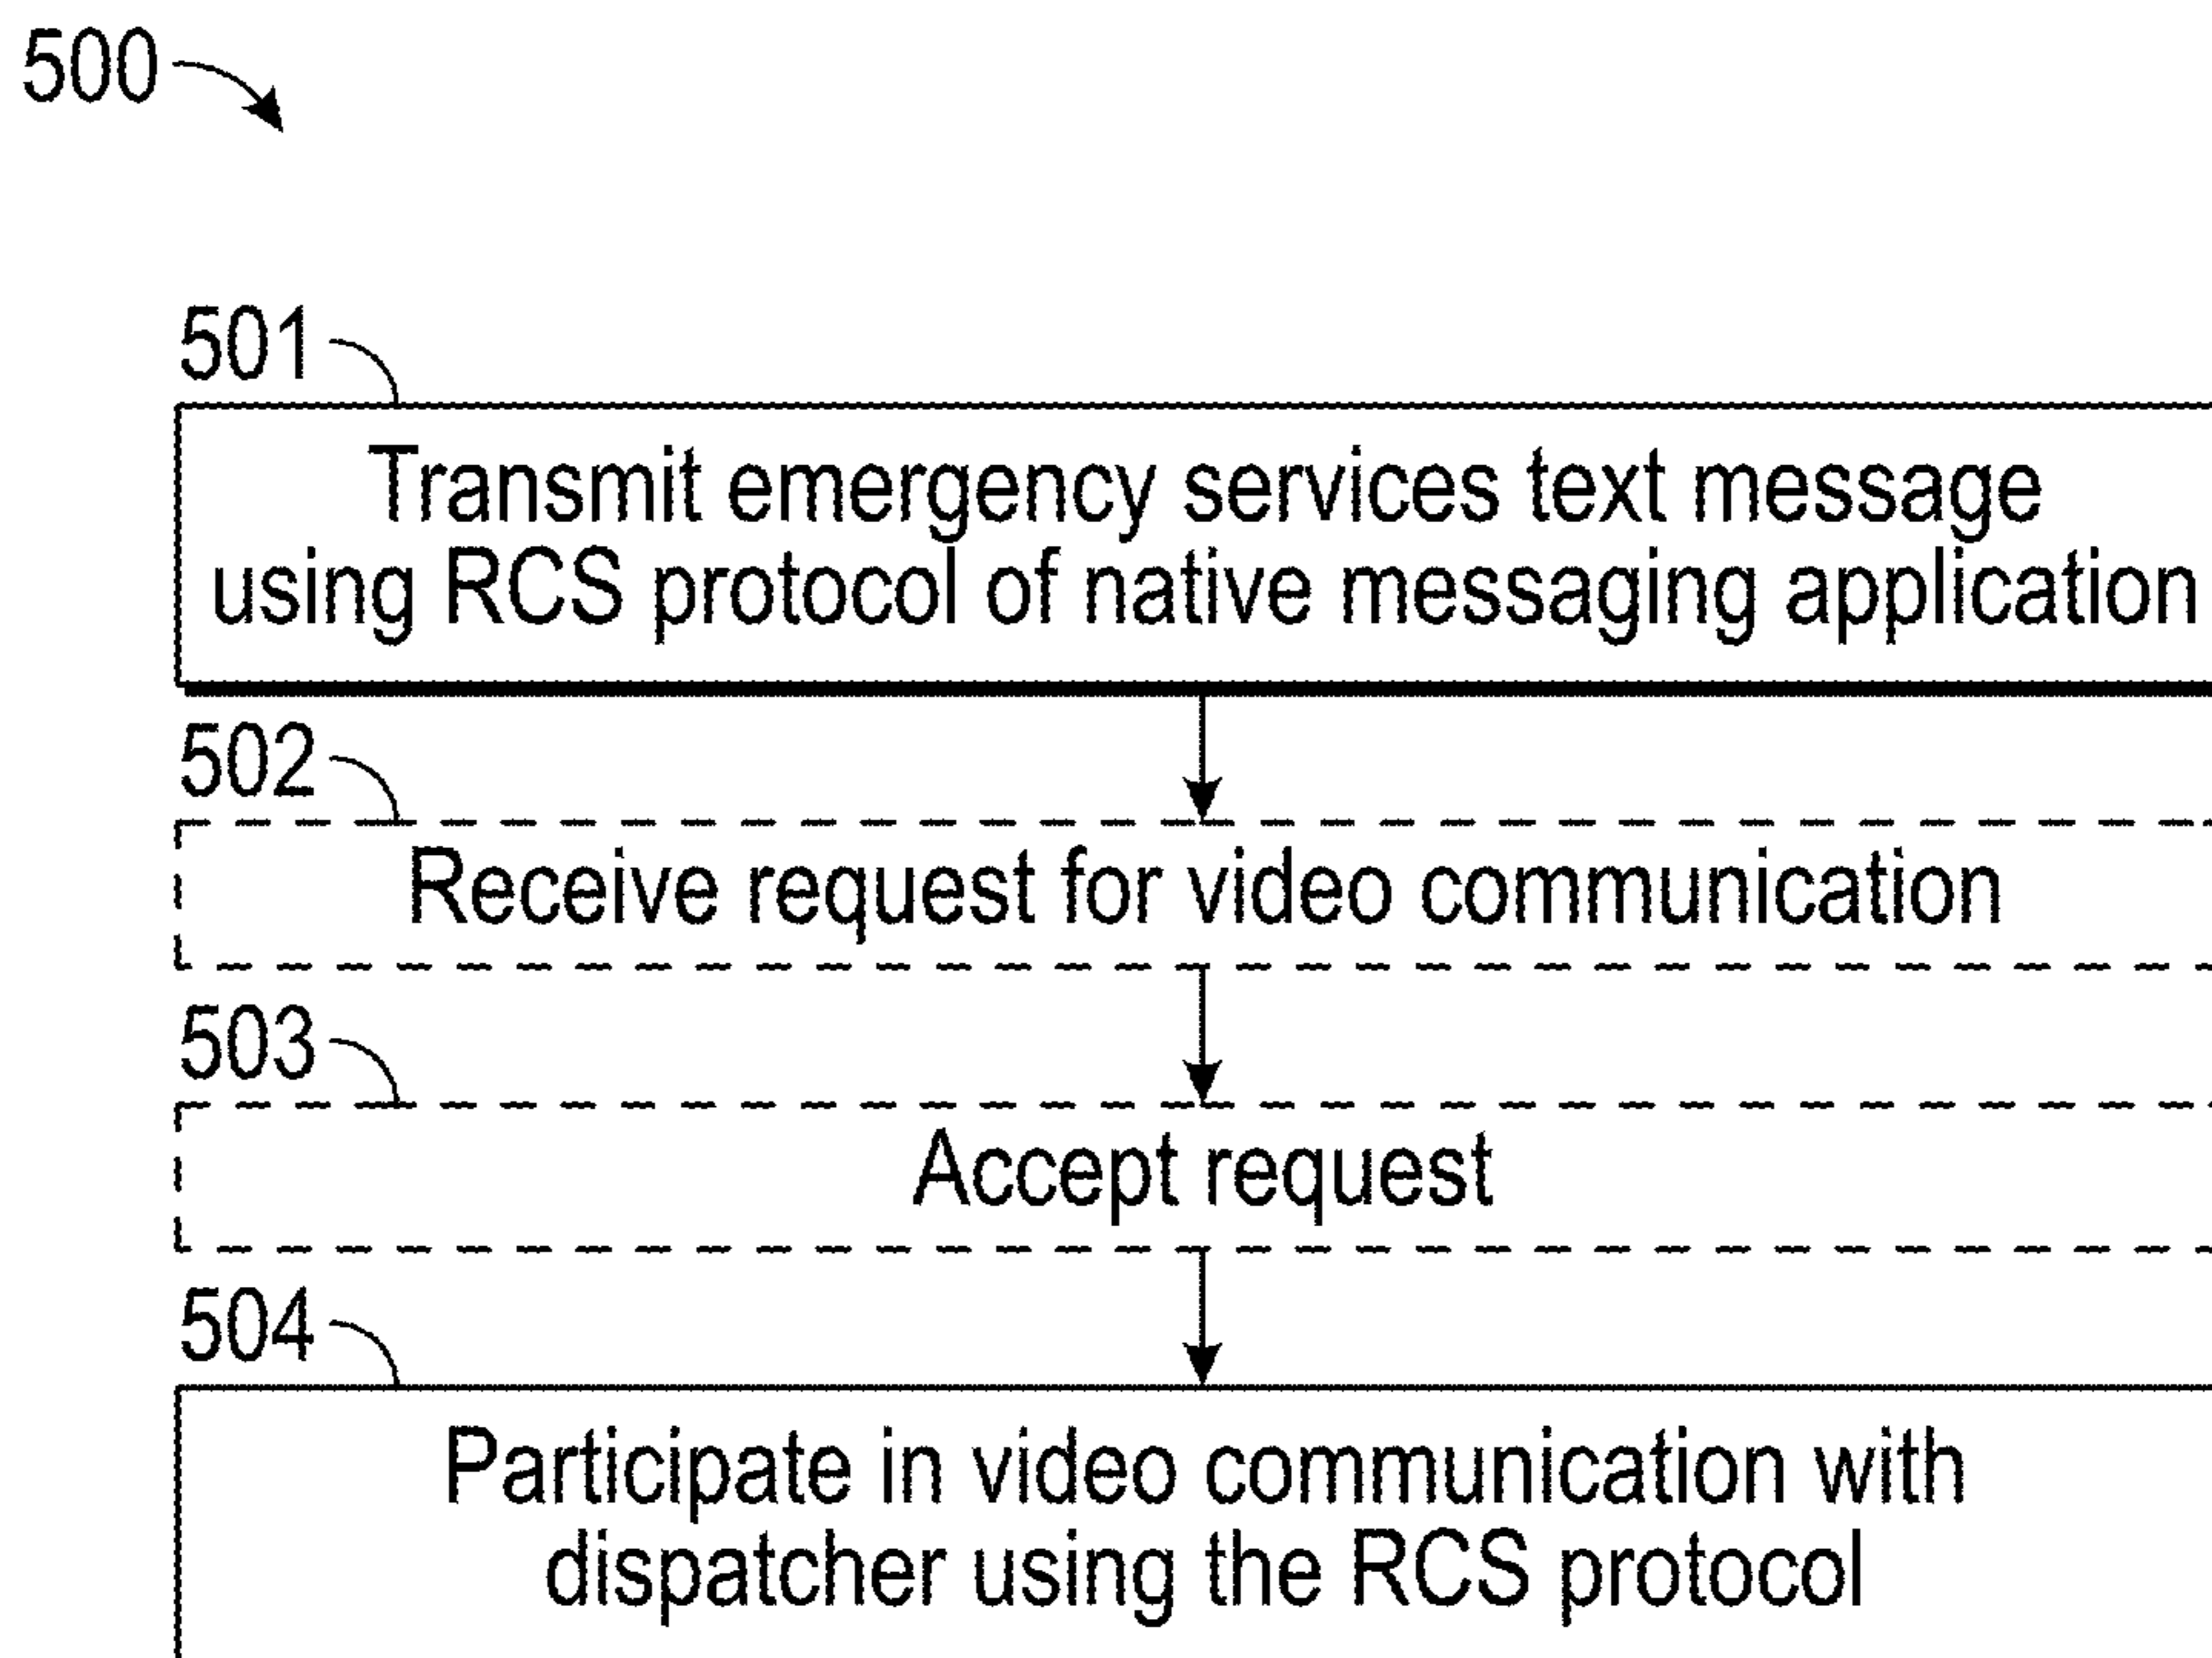 500
501
Transmit emergency services text message
using RCS protocol of native messaging application
502
Receive request for video communication
503
Accept request
504
Participate in video communication with
dispatcher using the RCS protocol